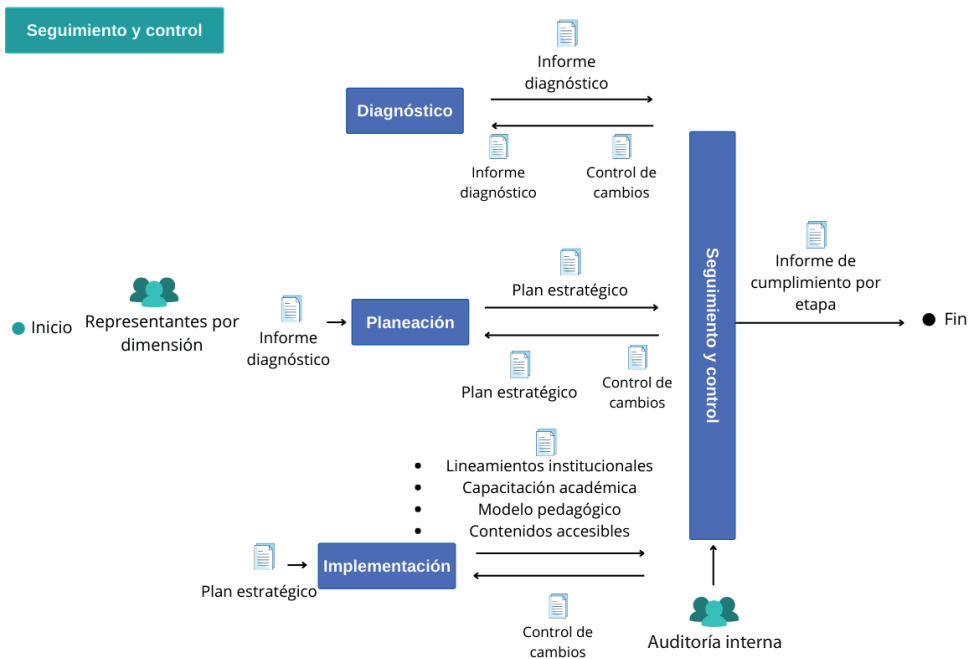 Seguimiento y control
Informe
diagnóstico
Diagnóstico
Informe
diagnóstico
Control de
cambios
Inicio
Representantes por
dimensión
Informe
diagnóstico
Planeación
Plan estratégico
Plan estratégico
Control de
cambios
Seguimiento y control
Informe de
cumplimiento por
etapa
Fin
• Lineamientos institucionales
• Capacitación académica
• Modelo pedagógico
• Contenidos accesibles
Plan estratégico
Implementación
Control de
cambios
Auditoría interna